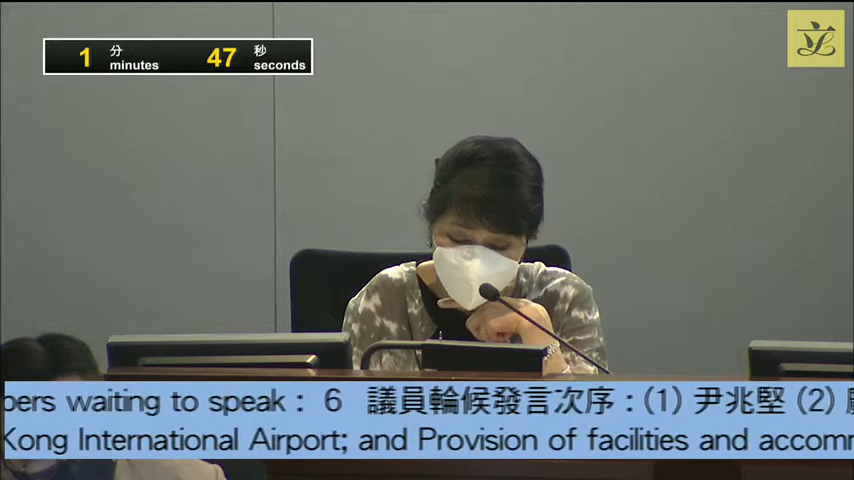 1 分 minutes 47 秒 seconds
bers waiting to speak : 6 議員輪候發言次序 : (1) 尹兆堅 (2)
Kong International Airport; and Provision of facilities and accomm